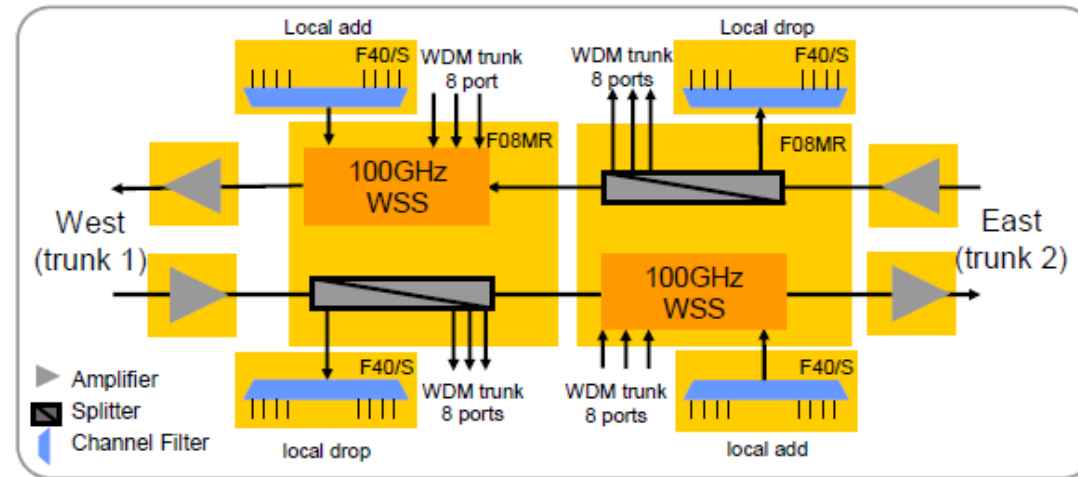 Local add
F40/S
WDM trunk
8 port
WDM trunk
8 ports
Local drop
F40/S
F08MR
F08MR
100GHz
WSS
West
(trunk 1)
East
(trunk 2)
100GHz
WSS
F40/S
WDM trunk
8 ports
WDM trunk
8 ports
F40/S
local drop
local add
Amplifier
Splitter
Channel Filter